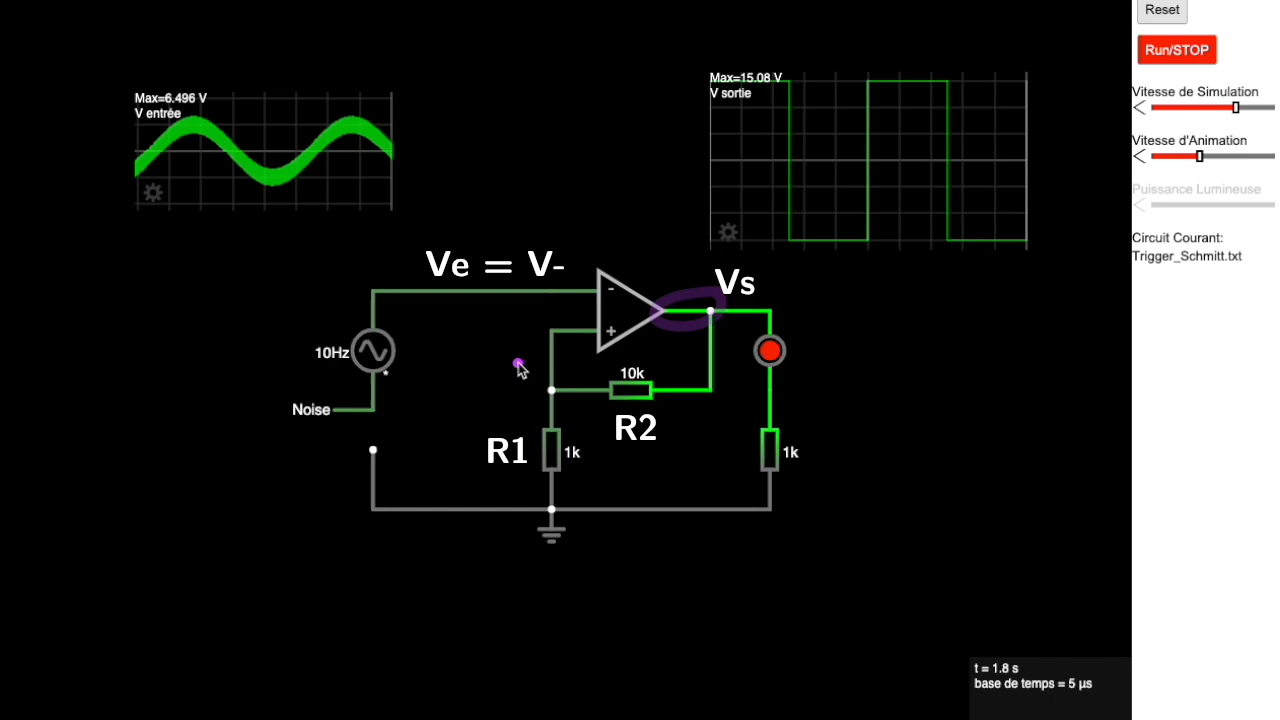 Reset
Run/STOP
Vitesse de Simulation
Vitesse d'Animation
Puissance Lumineuse
Circuit Courant:
Trigger_Schmitt.txt
Max=6.496 V
V entrée
Max=15.08 V
V sortie
Ve = V-
Vs
-
+
10Hz
Noise
10k
R2
R1
1k
1k
t = 1.8 s
base de temps = 5 µs